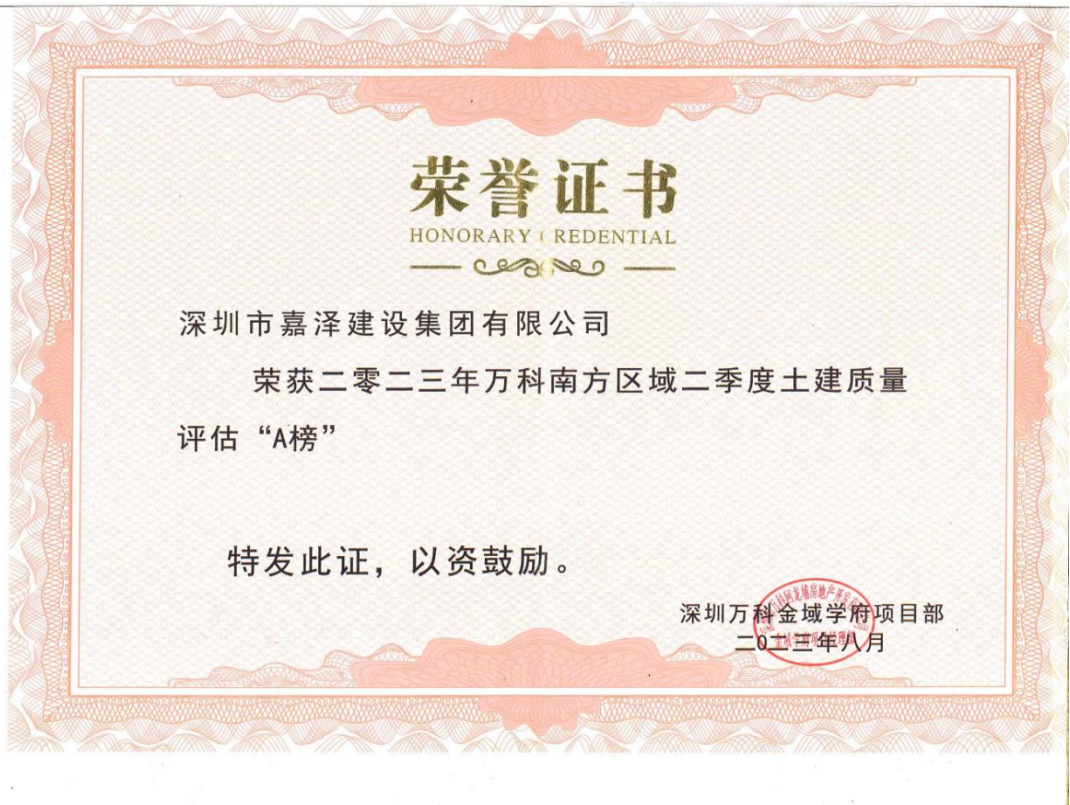 荣誉证书
HONORARY CREDENTIAL
深圳市嘉泽建设集团有限公司
荣获二零二三年万科南方区域二季度土建质量
评估“A榜”
特发此证，以资鼓励。
深圳万科金域学府项目部
二0二三年八月